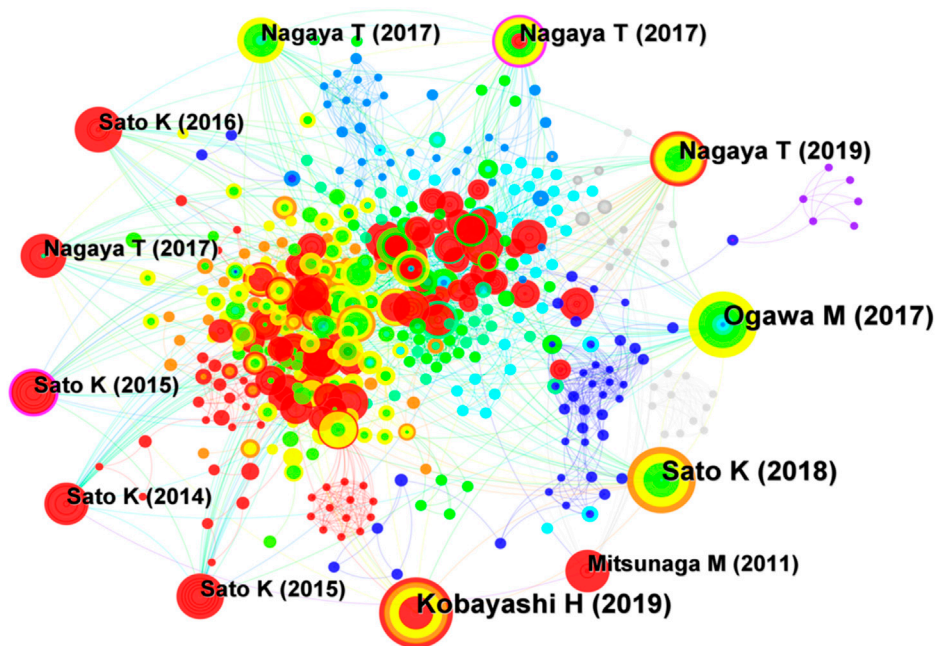 Nagaya T (2017)
Nagaya T (2017)
Sato K (2016)
Nagaya T (2019)
Nagaya T (2017)
Ogawa M (2017)
Sato K (2015)
Sato K (2018)
Sato K (2014)
Mitsunaga M (2011)
Sato K (2015)
Kobayashi H (2019)